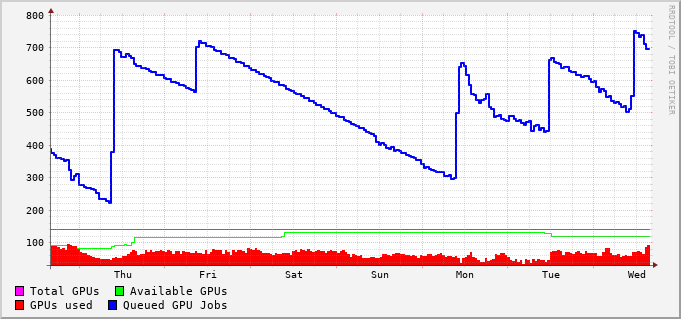 800
700
600
500
400
300
200
100
Thu Fri Sat Sun Mon Tue Wed
Total GPUs Available GPUs
GPUs used Queued GPU Jobs
RRDTOOL / TOBI OETIKER